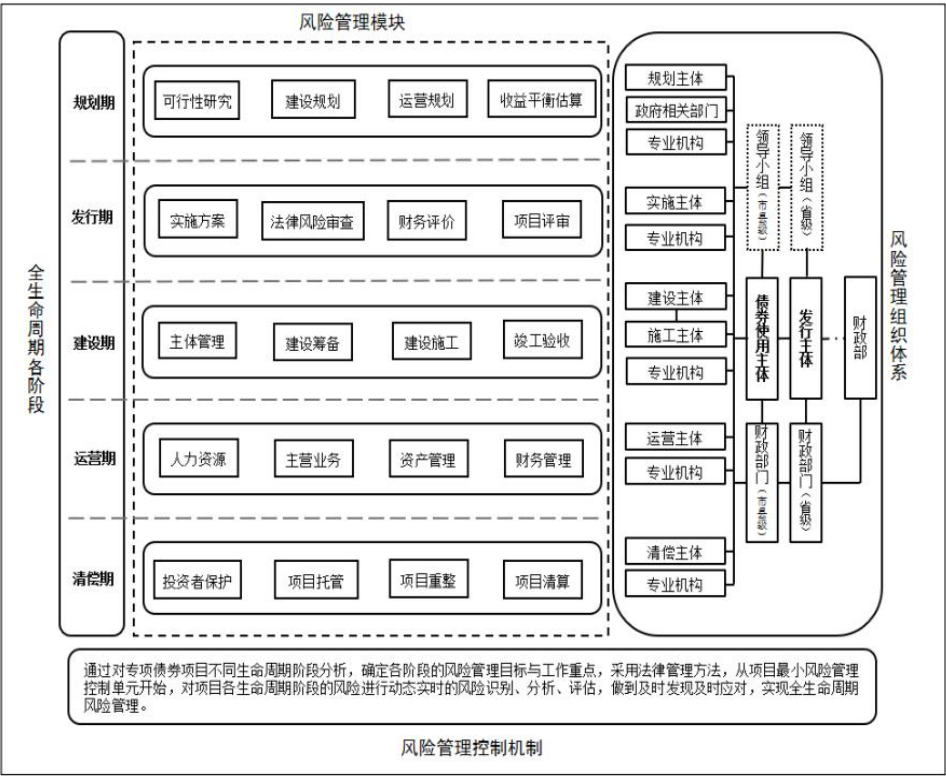 风险管理模块
全生命周期各阶段
规划期
可行性研究
建设规划
运营规划
收益平衡估算
发行期
实施方案
法律风险审查
财务评价
项目评审
建设期
主体管理
建设筹备
建设施工
竣工验收
运营期
人力资源
主营业务
资产管理
财务管理
清偿期
投资者保护
项目托管
项目重整
项目清算
规划主体
政府相关部门
专业机构
实施主体
专业机构
建设主体
施工主体
专业机构
运营主体
专业机构
清偿主体
专业机构
领导小组（市县级）
领导小组（省级）
债券使用主体
发行主体
财政部
财政部门（市县级）
财政部门（省级）
风险管理组织体系
通过对专项债券项目不同生命周期阶段分析，确定各阶段的风险管理目标与工作重点，采用法律管理方法，从项目最小风险管理
控制单元开始，对项目各生命周期阶段的风险进行动态实时的风险识别、分析、评估，做到及时发现及时应对，实现全生命周期
风险管理。
风险管理控制机制